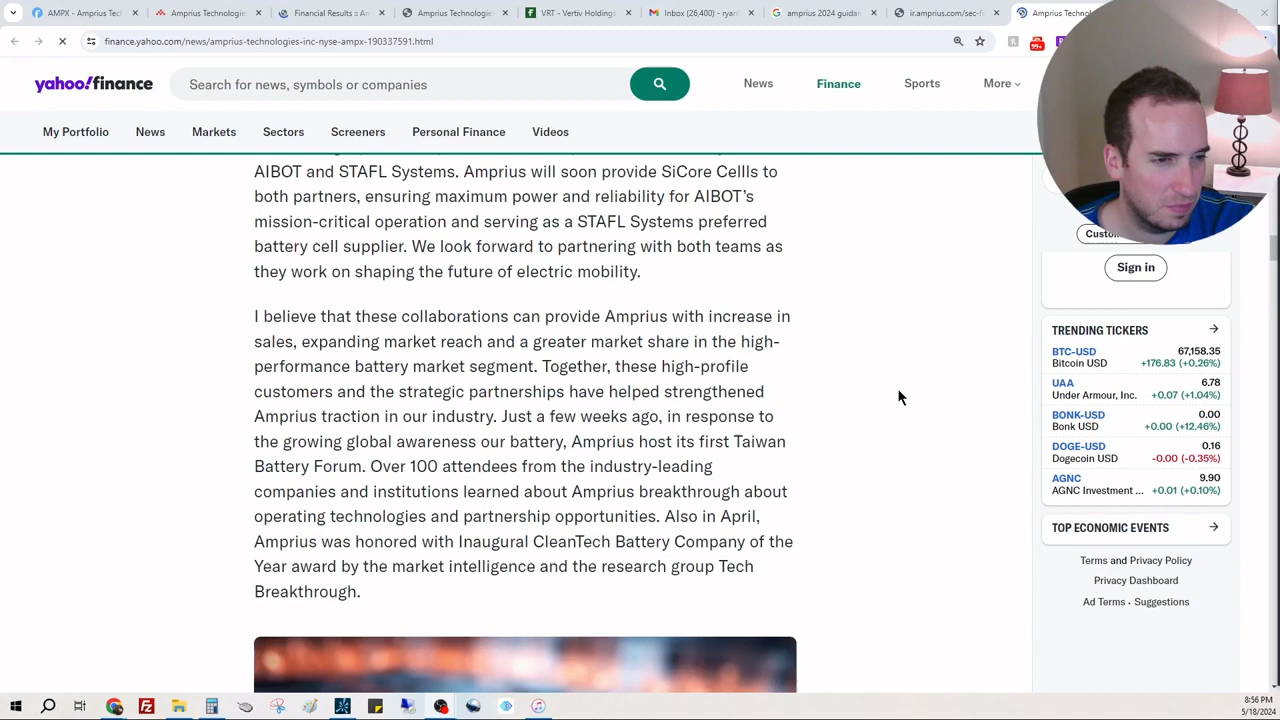 AMPX - Amprius Tec
Amprius Technologie
Financial Results - A
Amprius Technologie
VRT - Vertiv Holdings
Inbox (26,404) - ryan
amprius 2024 guidan
ir.amprius.com/sec-f
Amprius Te
finance.yahoo.com/news/amprius-technologies-inc-nyse-ampx-
80337591.html
99+
yahoo!finance
Search for news, symbols or companies
News
Finance
Sports
More
My Portfolio
News
Markets
Sectors
Screeners
Personal Finance
Videos
AIBOT and STAFL Systems. Amprius will soon provide SiCore Cellls to
both partners, ensuring maximum power and reliability for AIBOT's
mission-critical operation and serving as a STAFL Systems preferred
battery cell supplier. We look forward to partnering with both teams as
they work on shaping the future of electric mobility.
I believe that these collaborations can provide Amprius with increase in
sales, expanding market reach and a greater market share in the high-
performance battery market segment. Together, these high-profile
customers and the strategic partnerships have helped strengthened
Amprius traction in our industry. Just a few weeks ago, in response to
the growing global awareness our battery, Amprius host its first Taiwan
Battery Forum. Over 100 attendees from the industry-leading
companies and institutions learned about Amprius breakthrough about
operating technologies and partnership opportunities. Also in April,
Amprius was honored with Inaugural CleanTech Battery Company of the
Year award by the market intelligence and the research group Tech
Breakthrough.
Custo
Sign in
TRENDING TICKERS
BTC-USD 67,158.35
Bitcoin USD +176.83 (+0.26%)
UAA 6.78
Under Armour, Inc. +0.07 (+1.04%)
BONK-USD 0.00
Bonk USD +0.00 (+12.46%)
DOGE-USD 0.16
Dogecoin USD -0.00 (-0.35%)
AGNC 9.90
AGNC Investment ... +0.01 (+0.10%)
TOP ECONOMIC EVENTS
Terms and Privacy Policy
Privacy Dashboard
Ad Terms • Suggestions
8:56 PM
5/18/2024